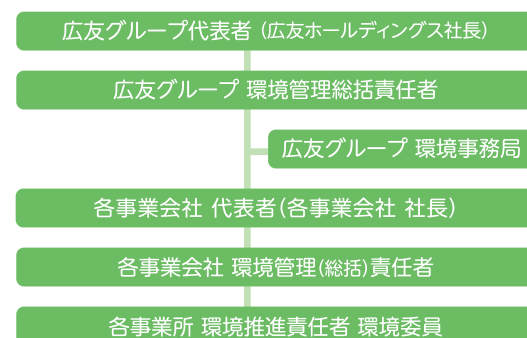 広友グループ代表者（広友ホールディングス社長）
広友グループ 環境管理総括責任者
広友グループ 環境事務局
各事業会社 代表者（各事業会社 社長）
各事業会社 環境管理（総括）責任者
各事業所 環境推進責任者 環境委員